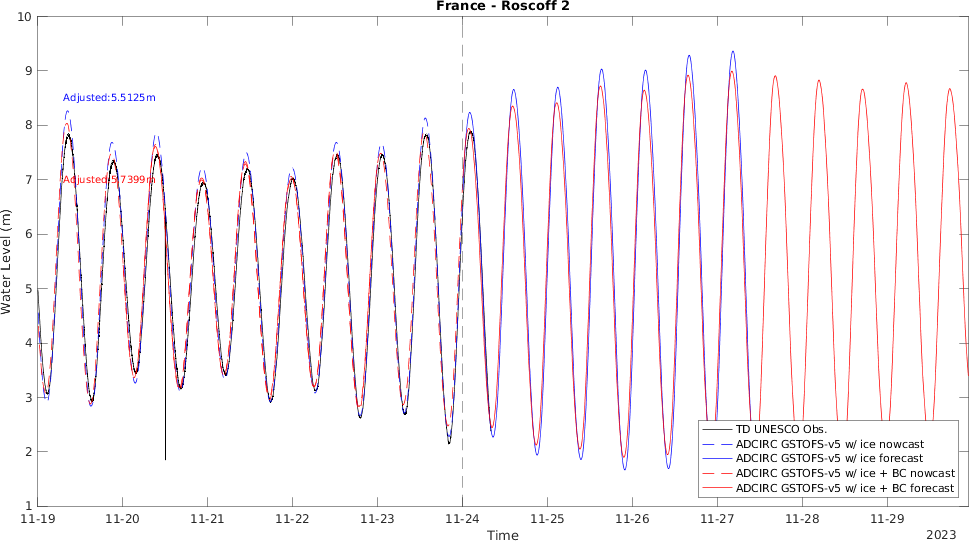 France - Roscoff 2
10
9
8
7
6
5
4
3
2
1
Water Level (m)
Adjusted:5.5125m
Adjusted:5.7399m
TD UNESCO Obs.
ADCIRC GSTOFS-v5 w/ ice nowcast
ADCIRC GSTOFS-v5 w/ ice forecast
ADCIRC GSTOFS-v5 w/ ice + BC nowcast
ADCIRC GSTOFS-v5 w/ ice + BC forecast
11-19 11-20 11-21 11-22 11-23 11-24 11-25 11-26 11-27 11-28 11-29
Time
2023